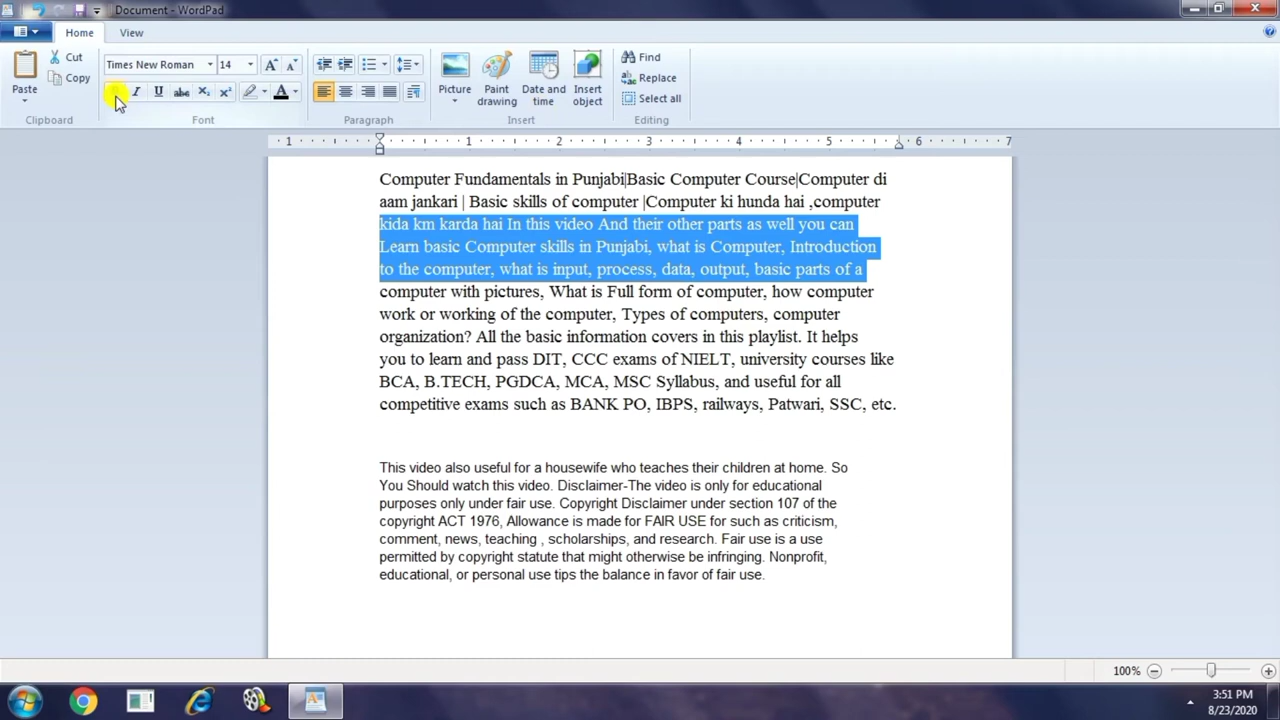 Document - WordPad
Home
View
Paste
Cut
Copy
Clipboard
Times New Roman
14
Font
Paragraph
Picture
Paint drawing
Date and time
Insert object
Insert
Find
Replace
Select all
Editing
1 1 2 3 4 5 6 7
Computer Fundamentals in Punjabi|Basic Computer Course|Computer di
aam jankari | Basic skills of computer |Computer ki hunda hai ,computer
kida km karda hai In this video And their other parts as well you can
Learn basic Computer skills in Punjabi, what is Computer, Introduction
to the computer, what is input, process, data, output, basic parts of a
computer with pictures, What is Full form of computer, how computer
work or working of the computer, Types of computers, computer
organization? All the basic information covers in this playlist. It helps
you to learn and pass DIT, CCC exams of NIELT, university courses like
BCA, B.TECH, PGDCA, MCA, MSC Syllabus, and useful for all
competitive exams such as BANK PO, IBPS, railways, Patwari, SSC, etc.
This video also useful for a housewife who teaches their children at home. So
You Should watch this video. Disclaimer-The video is only for educational
purposes only under fair use. Copyright Disclaimer under section 107 of the
copyright ACT 1976, Allowance is made for FAIR USE for such as criticism,
comment, news, teaching , scholarships, and research. Fair use is a use
permitted by copyright statute that might otherwise be infringing. Nonprofit,
educational, or personal use tips the balance in favor of fair use.
100%
3:51 PM
8/23/2020